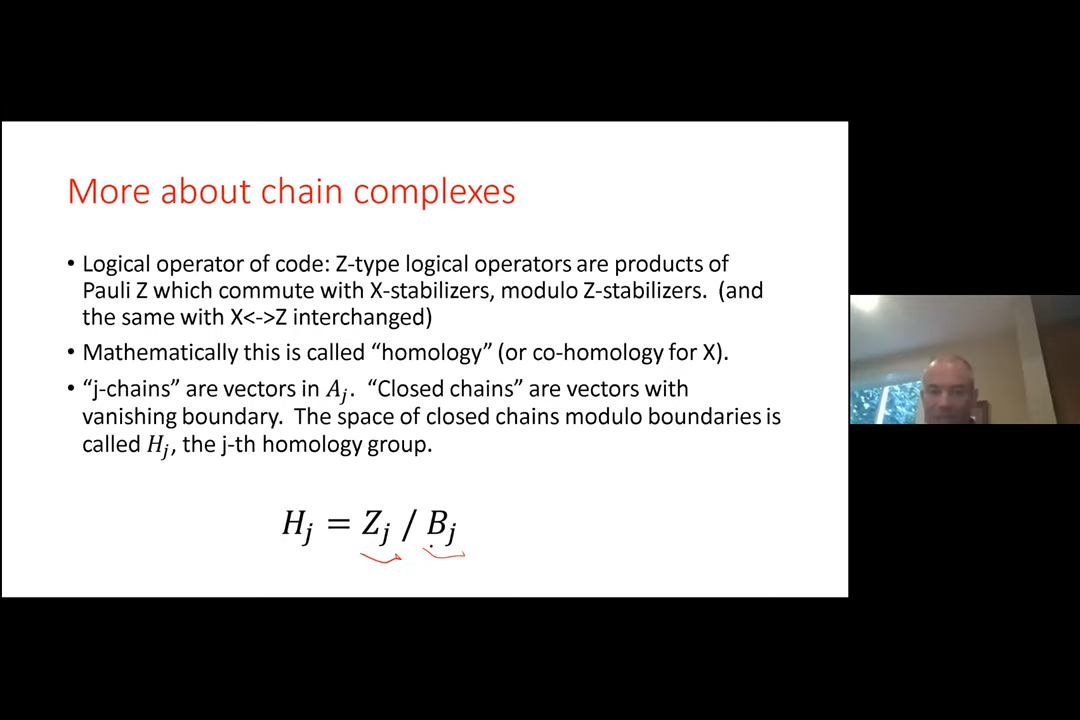 More about chain complexes
• Logical operator of code: Z-type logical operators are products of
Pauli Z which commute with X-stabilizers, modulo Z-stabilizers.  (and
the same with X<->Z interchanged)
• Mathematically this is called “homology” (or co-homology for X).
• “j-chains” are vectors in A_j.  “Closed chains” are vectors with
vanishing boundary.  The space of closed chains modulo boundaries is
called H_j, the j-th homology group.
H_j = Z_j / B_j